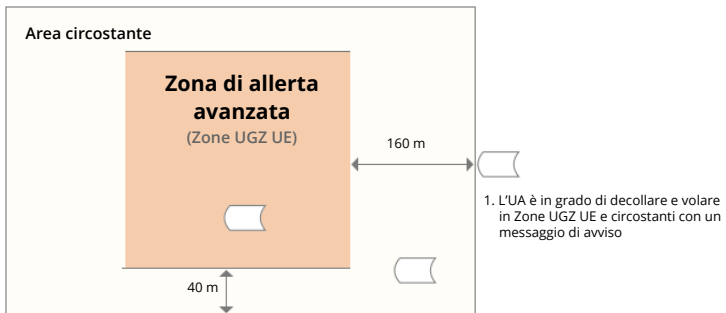 Area circostante
Zona di allerta
avanzata
(Zone UGZ UE)
160 m
1. L’UA è in grado di decollare e volare
in Zone UGZ UE e circostanti con un
messaggio di avviso
40 m